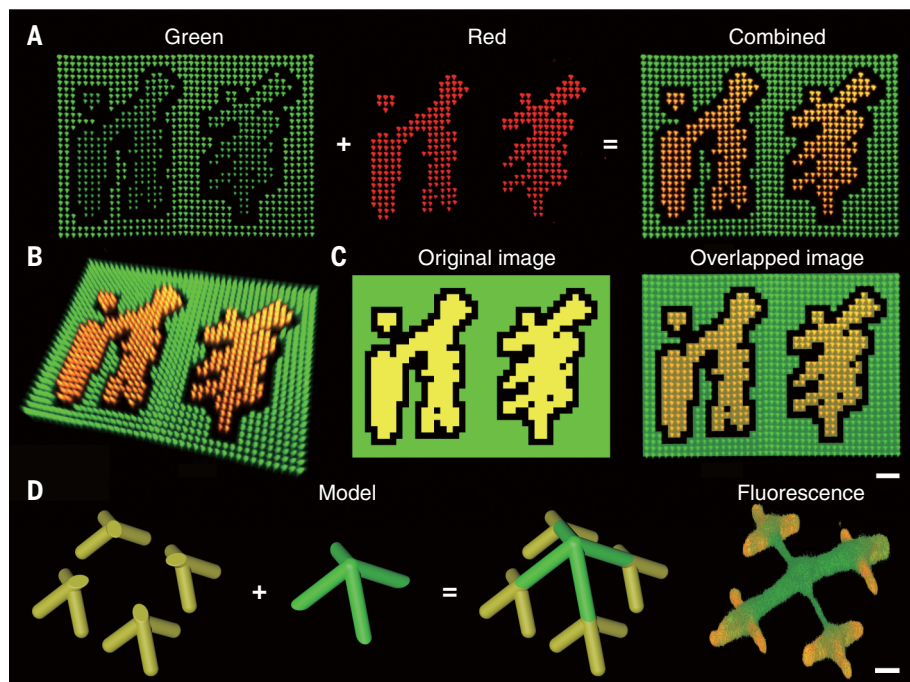 A
Green
Red
Combined
+
=
B
C
Original image
Overlapped image
D
Model
Fluorescence
+
=